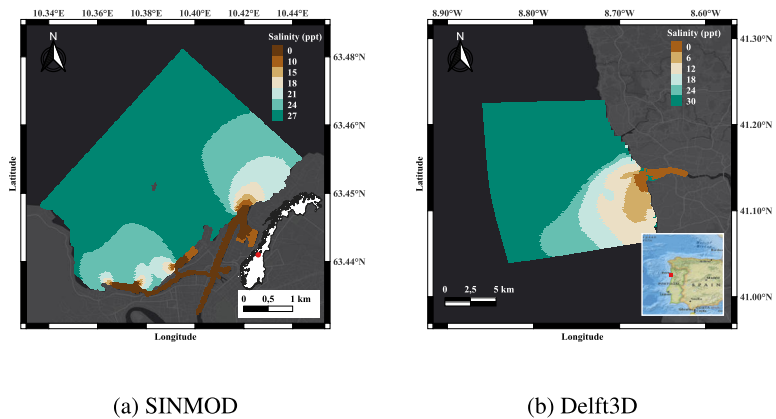 10.34°E 10.36°E 10.38°E 10.40°E 10.42°E 10.44°E
N
Salinity (ppt)
0
10
15
18
21
24
27
63.48°N
63.46°N
63.45°N
63.44°N
Latitude
0 0,5 1 km
Longitude
(a) SINMOD
8.90°W 8.80°W 8.70°W 8.60°W
N
Salinity (ppt)
0
6
12
18
24
30
41.30°N
41.20°N
41.10°N
41.00°N
Latitude
0 2,5 5 km
SPAIN
Longitude
(b) Delft3D